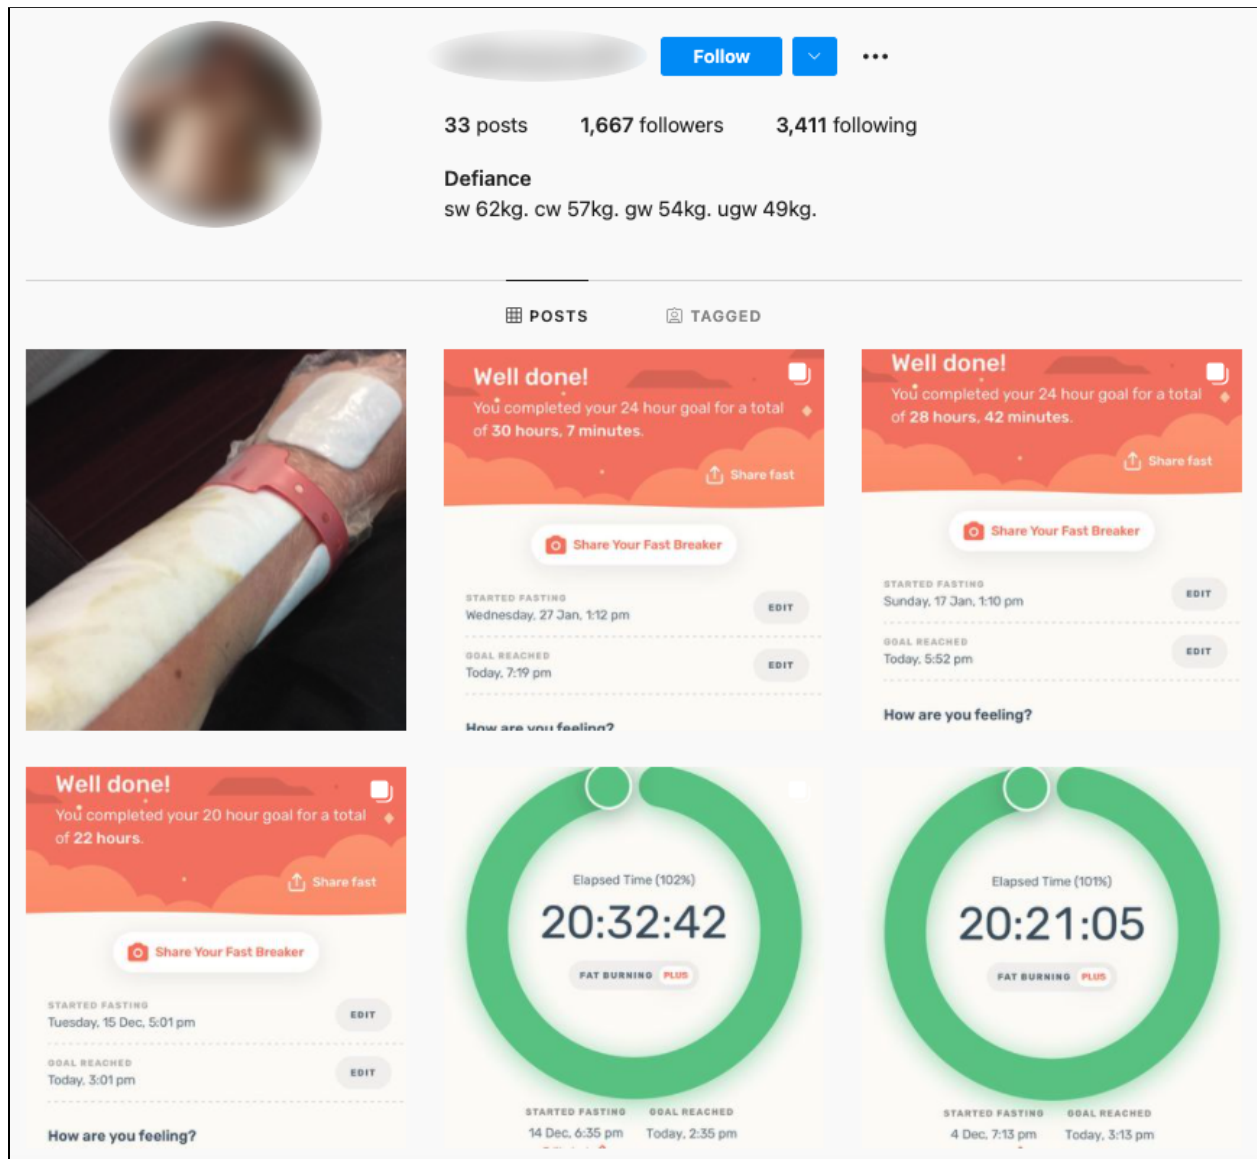 Follow
33 posts 1,667 followers 3,411 following
Defiance
sw 62kg. cw 57kg. gw 54kg. ugw 49kg.
POSTS TAGGED
Well done!
You completed your 24 hour goal for a total
of 30 hours, 7 minutes.
Share fast
Share Your Fast Breaker
STARTED FASTING
Wednesday, 27 Jan, 1:12 pm
EDIT
GOAL REACHED
Today, 7:19 pm
EDIT
How are you feeling?
Well done!
You completed your 24 hour goal for a total
of 28 hours, 42 minutes.
Share fast
Share Your Fast Breaker
STARTED FASTING
Sunday, 17 Jan, 1:10 pm
EDIT
GOAL REACHED
Today, 5:52 pm
EDIT
How are you feeling?
Well done!
You completed your 20 hour goal for a total
of 22 hours.
Share fast
Share Your Fast Breaker
STARTED FASTING
Tuesday, 15 Dec, 5:01 pm
EDIT
GOAL REACHED
Today, 3:01 pm
EDIT
How are you feeling?
Elapsed Time (102%)
20:32:42
FAT BURNING PLUS
STARTED FASTING GOAL REACHED
14 Dec, 6:35 pm Today, 2:35 pm
Elapsed Time (101%)
20:21:05
FAT BURNING PLUS
STARTED FASTING GOAL REACHED
4 Dec, 7:13 pm Today, 3:13 pm